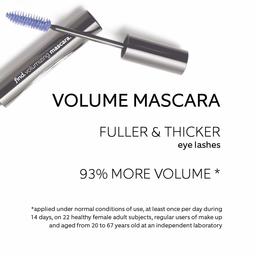 find. volumizing mascara.
VOLUME MASCARA
FULLER & THICKER
eye lashes
93% MORE VOLUME *
*applied under normal conditions of use, at least once per day during
14 days, on 22 healthy female adult subjects, regular users of make up
and aged from 20 to 67 years old at an independent laboratory